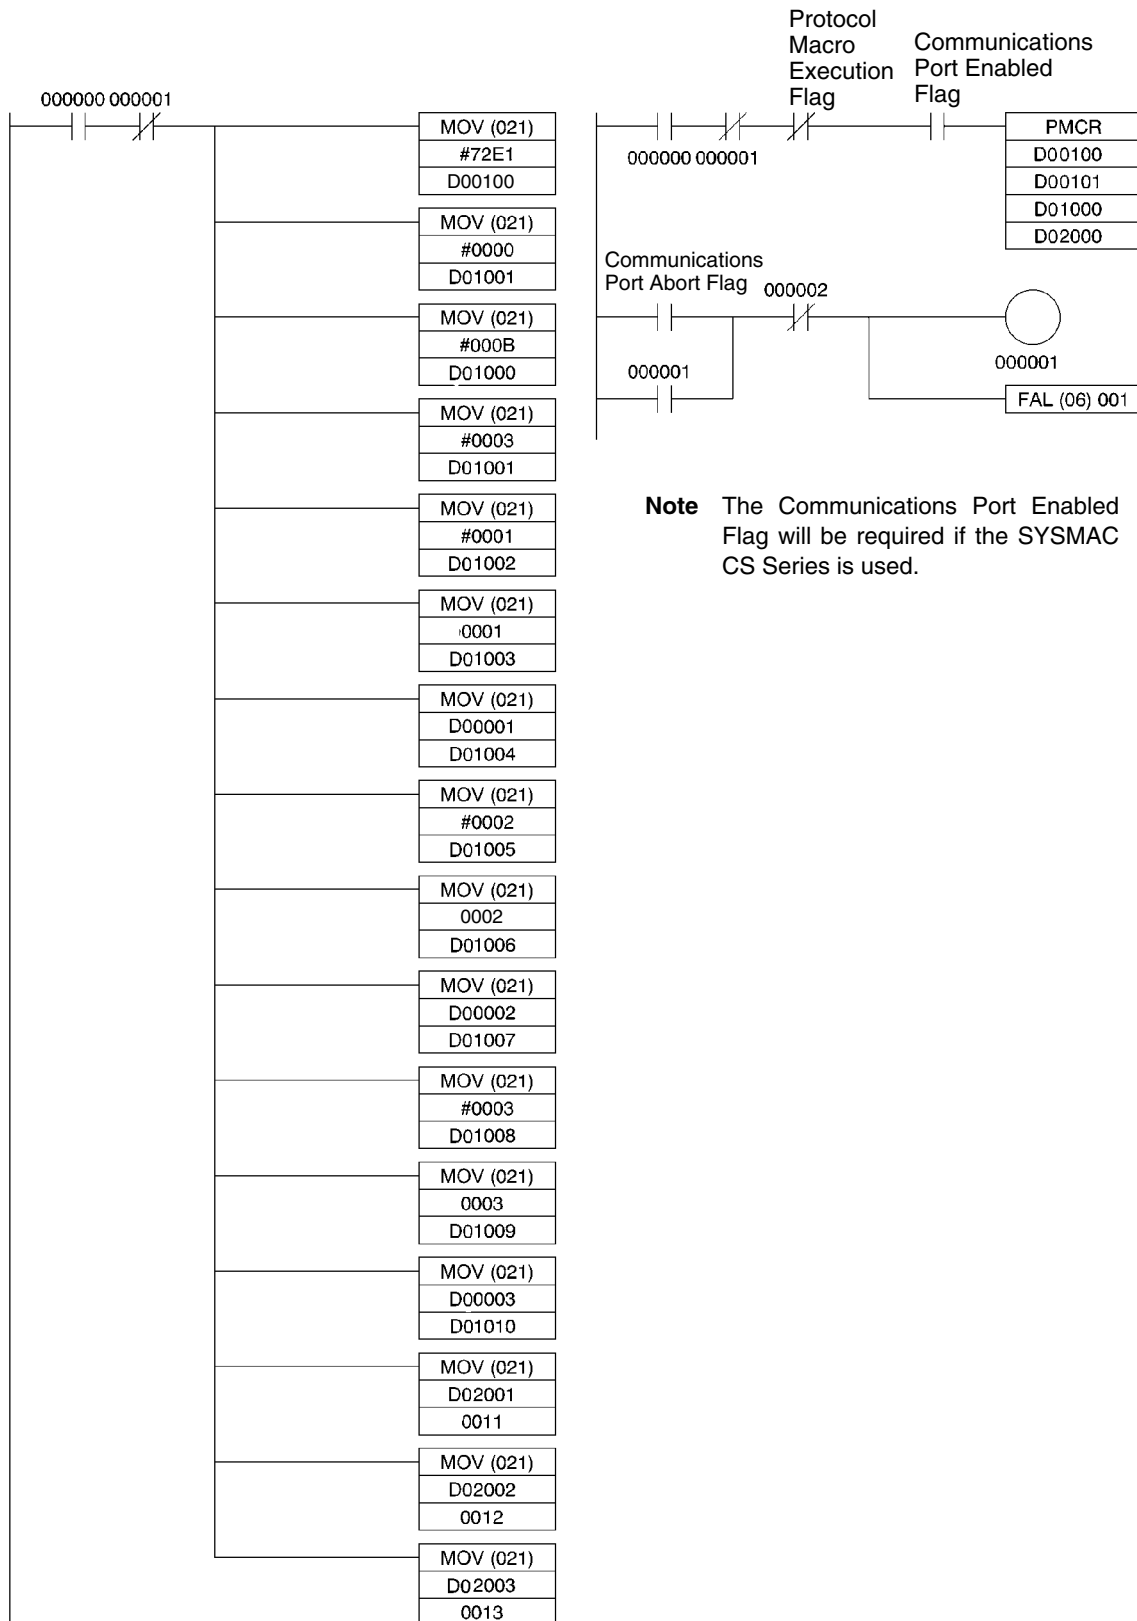 000000 000001
MOV (021)
#72E1
D00100
MOV (021)
#0000
D01001
MOV (021)
#000B
D01000
MOV (021)
#0003
D01001
MOV (021)
#0001
D01002
MOV (021)
0001
D01003
MOV (021)
D00001
D01004
MOV (021)
#0002
D01005
MOV (021)
0002
D01006
MOV (021)
D00002
D01007
MOV (021)
#0003
D01008
MOV (021)
0003
D01009
MOV (021)
D00003
D01010
MOV (021)
D02001
0011
MOV (021)
D02002
0012
MOV (021)
D02003
0013
Protocol
Macro
Execution
Flag
Communications
Port Enabled
Flag
000000 000001
PMCR
D00100
D00101
D01000
D02000
Communications
Port Abort Flag
000002
000001
000001
FAL (06) 001
Note The Communications Port Enabled
Flag will be required if the SYSMAC
CS Series is used.